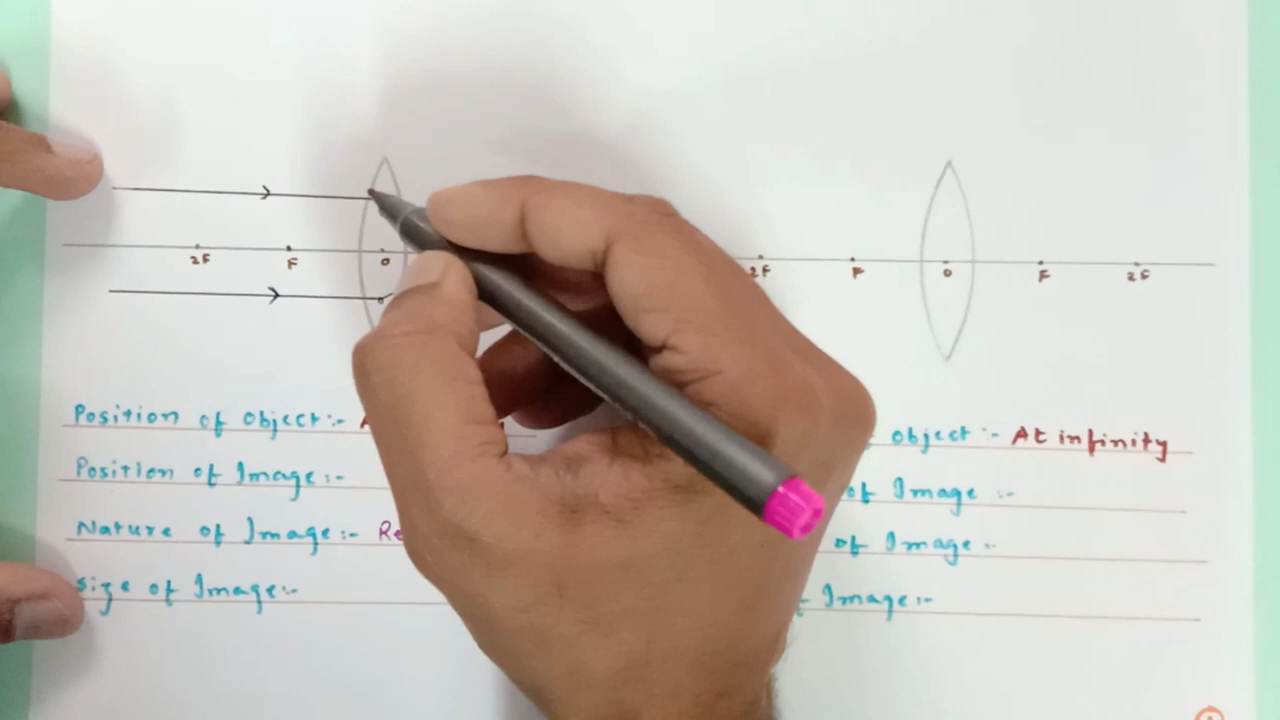 2F F O
2F F O F 2F
Position of object:- A
object :- At infinity
Position of Image:-
of Image :-
Nature of Image:- Re
of Image:-
Size of Image:-
Image:-